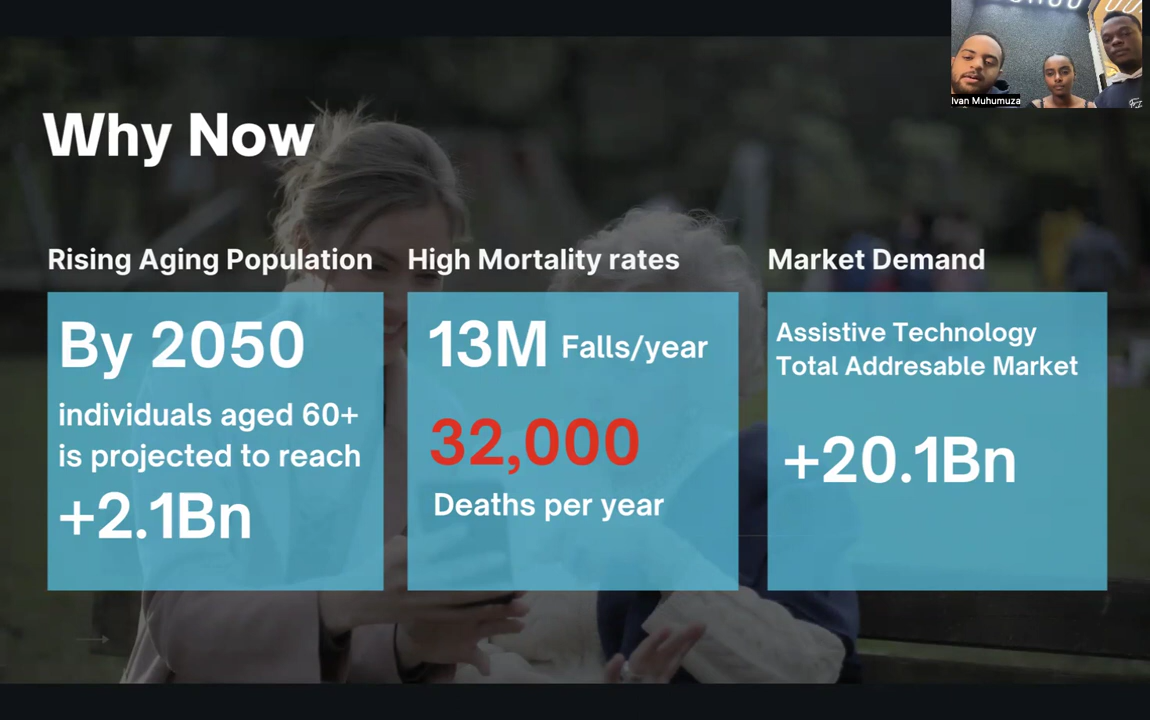 Ivan Muhumuza
Why Now
Rising Aging Population
By 2050
individuals aged 60+
is projected to reach
+2.1Bn
High Mortality rates
13M Falls/year
32,000
Deaths per year
Market Demand
Assistive Technology
Total Addresable Market
+20.1Bn